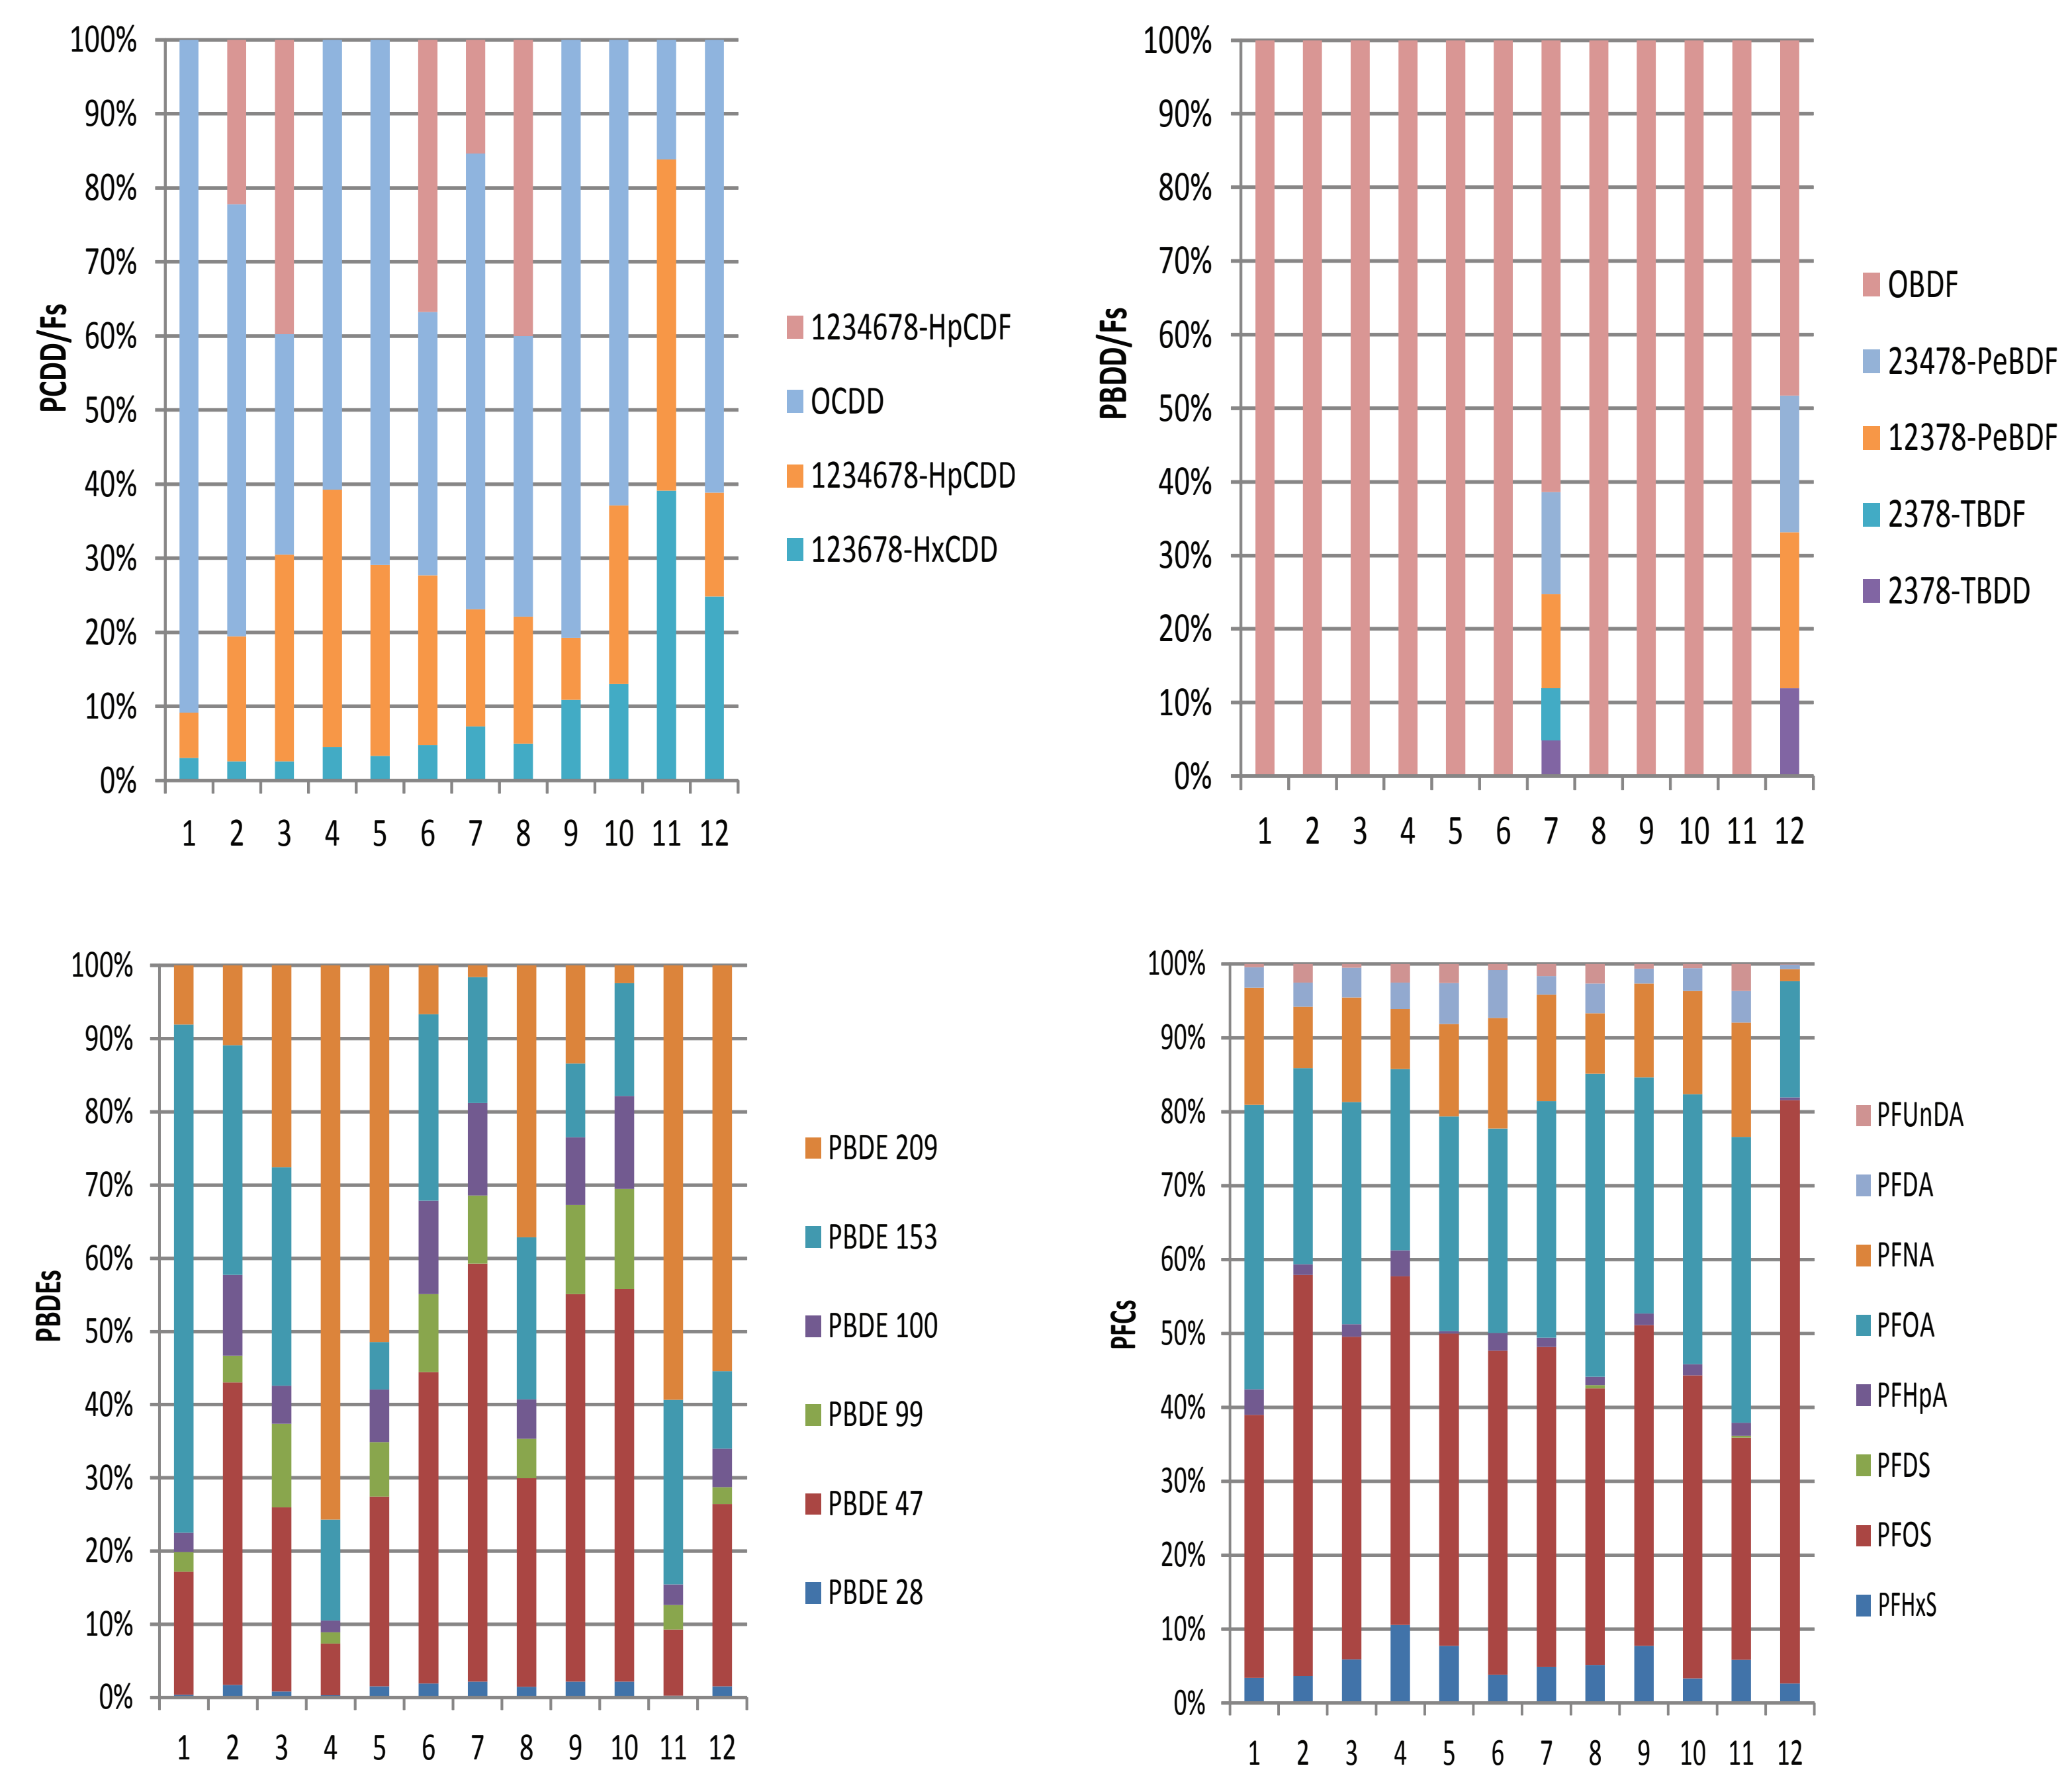 PCDD/Fs
100%
90%
80%
70%
60%
50%
40%
30%
20%
10%
0%
1 2 3 4 5 6 7 8 9 10 11 12
1234678-HpCDF
OCDD
1234678-HpCDD
123678-HxCDD
PBDD/Fs
100%
90%
80%
70%
60%
50%
40%
30%
20%
10%
0%
1 2 3 4 5 6 7 8 9 10 11 12
OBDF
23478-PeBDF
12378-PeBDF
2378-TBDF
2378-TBDD
PBDEs
100%
90%
80%
70%
60%
50%
40%
30%
20%
10%
0%
1 2 3 4 5 6 7 8 9 10 11 12
PBDE 209
PBDE 153
PBDE 100
PBDE 99
PBDE 47
PBDE 28
PFCs
100%
90%
80%
70%
60%
50%
40%
30%
20%
10%
0%
1 2 3 4 5 6 7 8 9 10 11 12
PFUnDA
PFDA
PFNA
PFOA
PFHpA
PFDS
PFOS
PFHxS